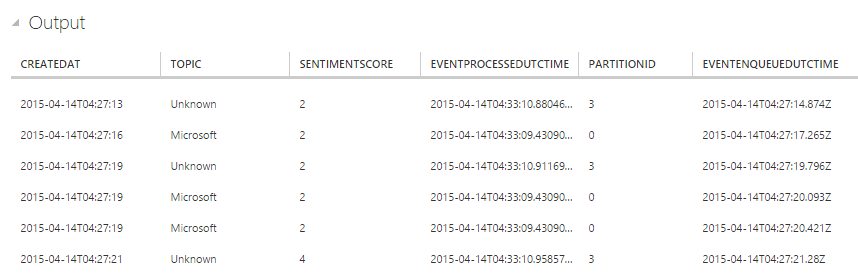 Output
CREATEDAT TOPIC SENTIMENTSCORE EVENTPROCESSEDUTCTIME PARTITIONID EVENTENQUEUEDUTCTIME
2015-04-14T04:27:13 Unknown 2 2015-04-14T04:33:10.88046... 3 2015-04-14T04:27:14.874Z
2015-04-14T04:27:16 Microsoft 2 2015-04-14T04:33:09.43090... 0 2015-04-14T04:27:17.265Z
2015-04-14T04:27:19 Unknown 2 2015-04-14T04:33:10.91169... 3 2015-04-14T04:27:19.796Z
2015-04-14T04:27:19 Microsoft 2 2015-04-14T04:33:09.43090... 0 2015-04-14T04:27:20.093Z
2015-04-14T04:27:19 Microsoft 2 2015-04-14T04:33:09.43090... 0 2015-04-14T04:27:20.421Z
2015-04-14T04:27:21 Unknown 4 2015-04-14T04:33:10.95857... 3 2015-04-14T04:27:21.28Z